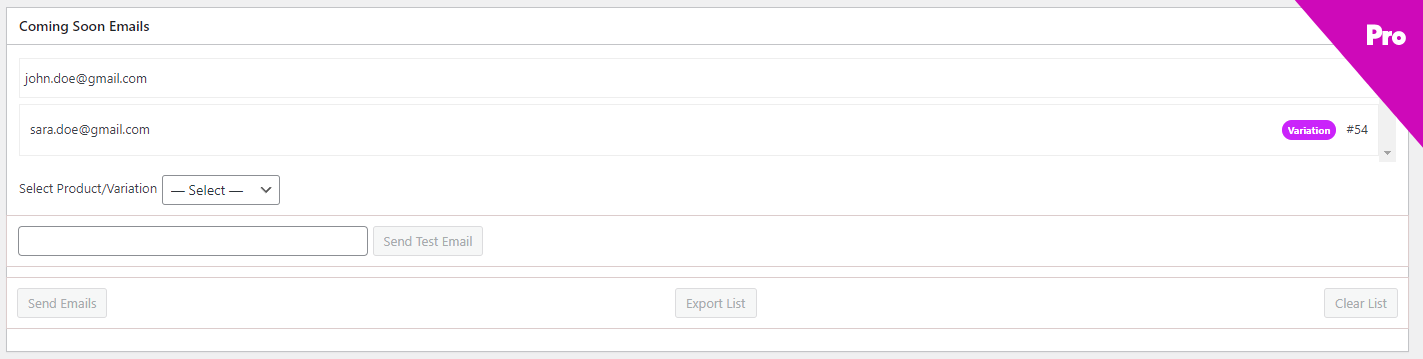 Coming Soon Emails
Pro
john.doe@gmail.com
sara.doe@gmail.com Variation #54
Select Product/Variation — Select —
Send Test Email
Send Emails Export List Clear List